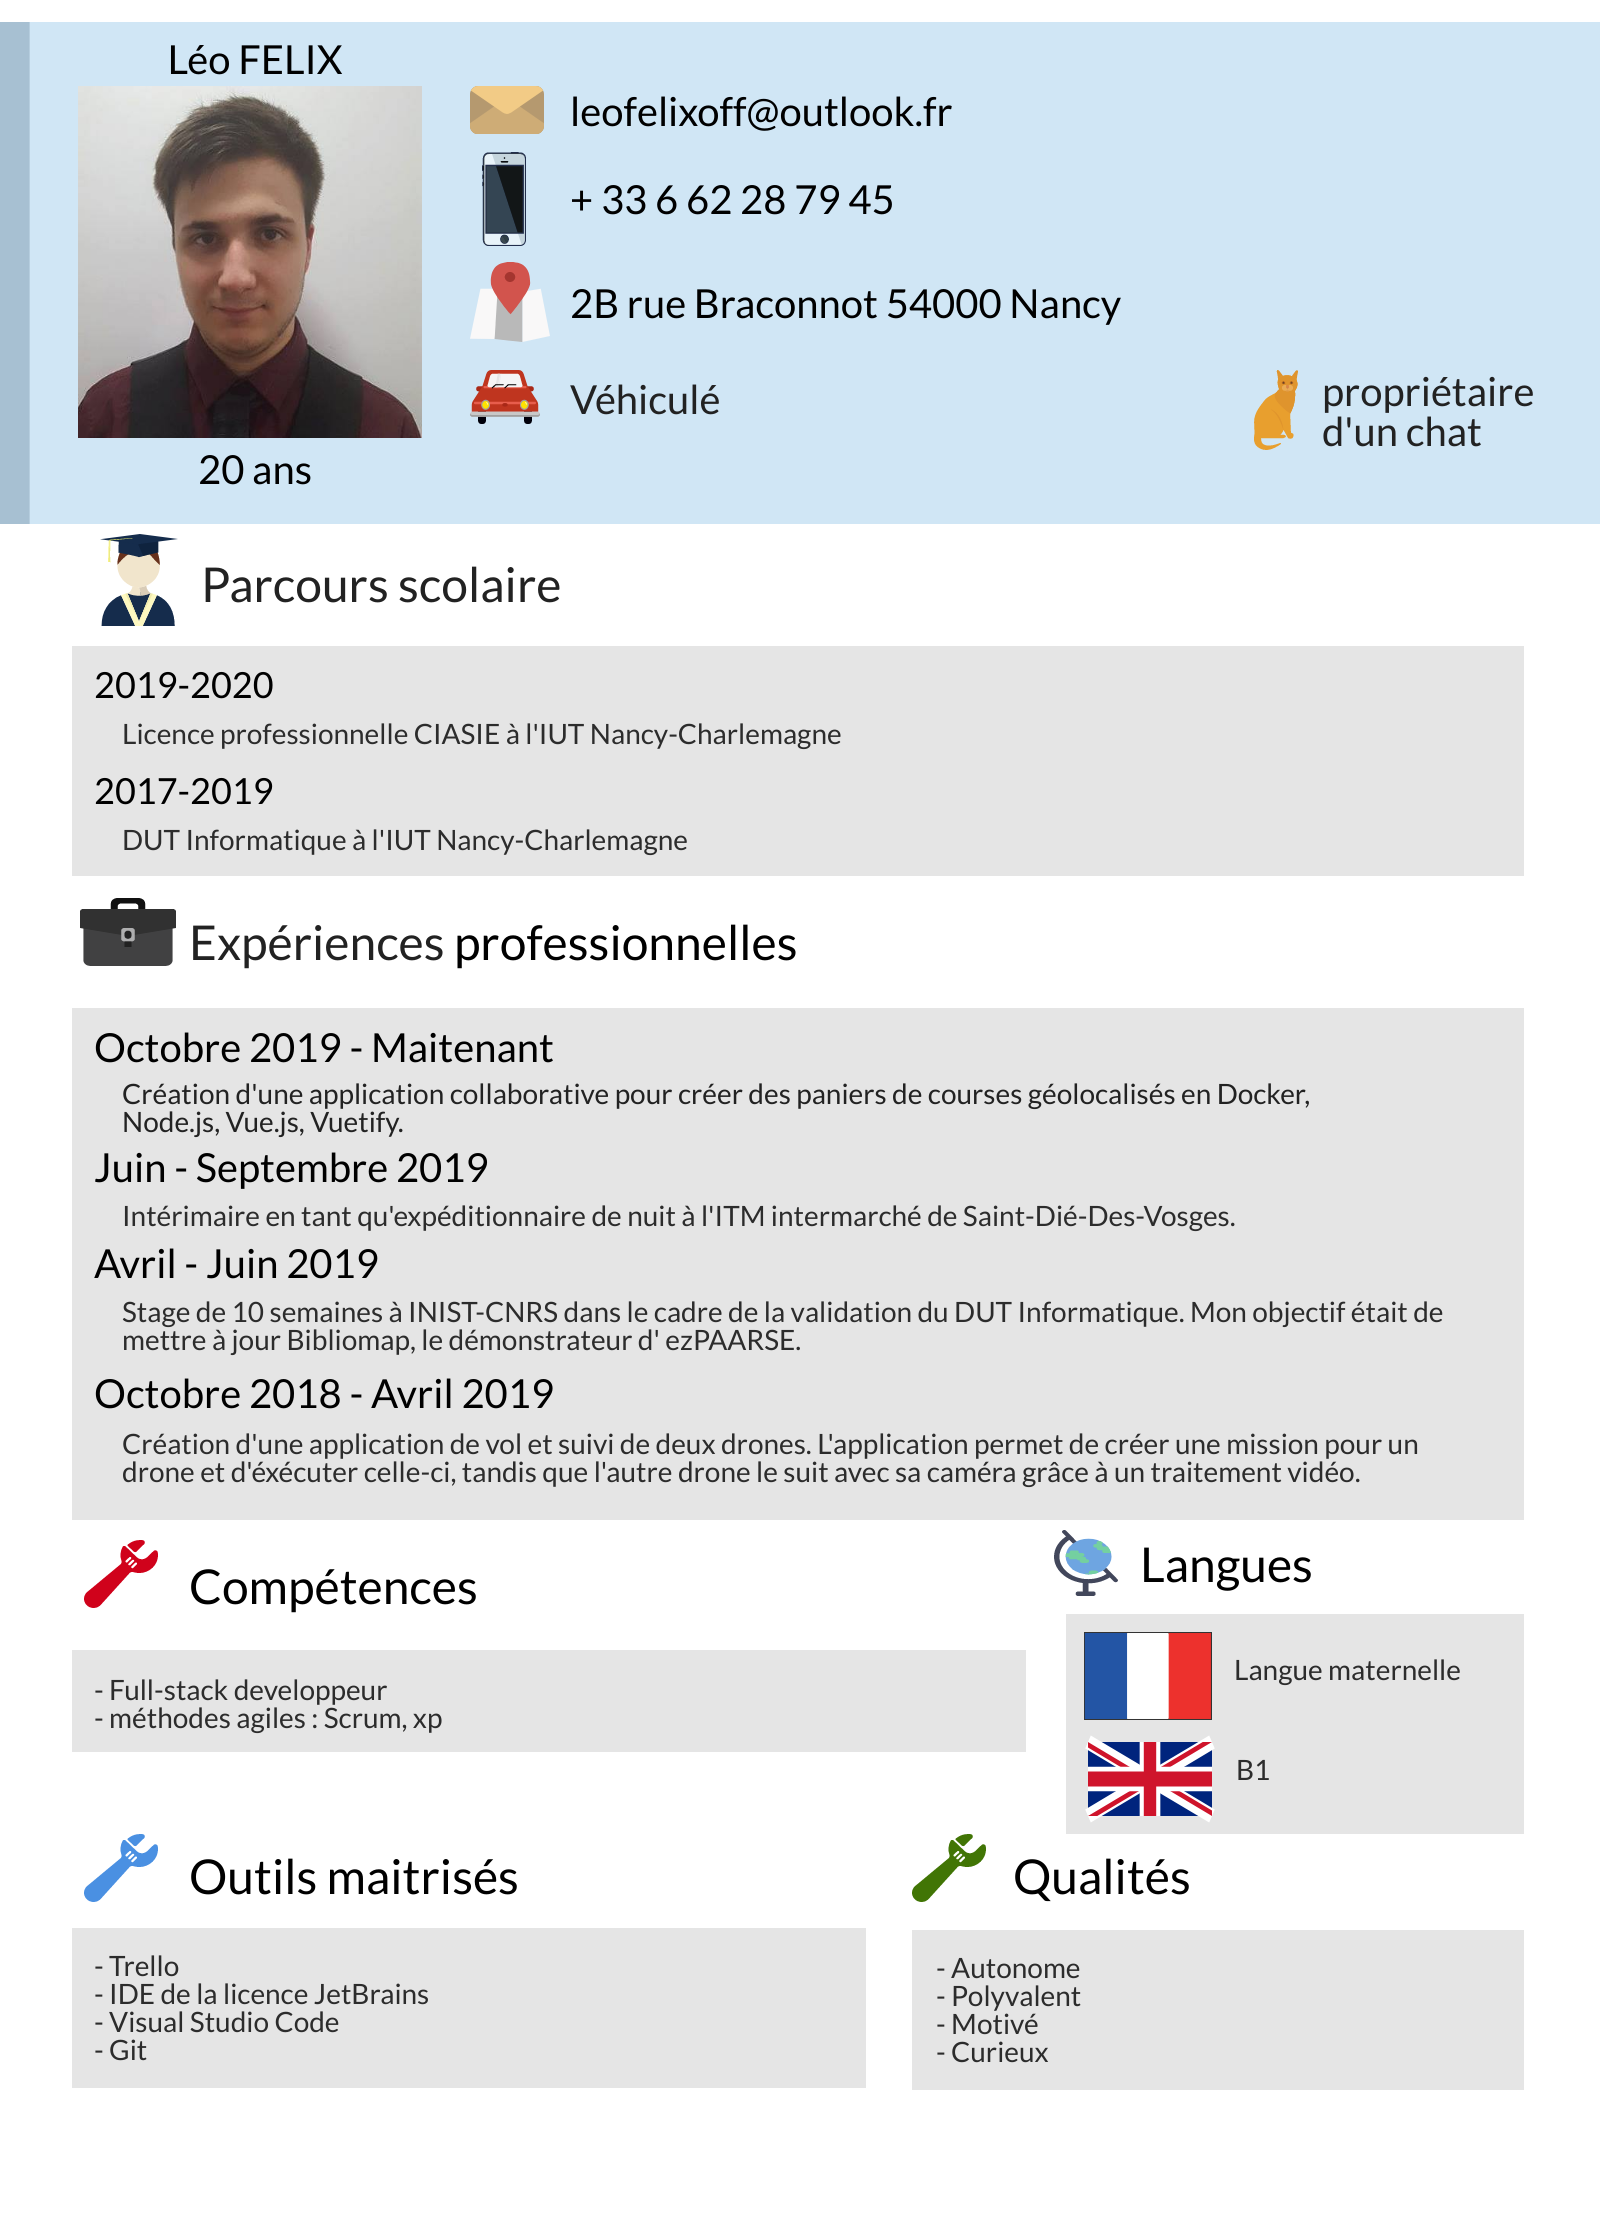 Léo FELIX
leofelixoff@outlook.fr
+ 33 6 62 28 79 45
2B rue Braconnot 54000 Nancy
Véhiculé
propriétaire
d'un chat
20 ans
Parcours scolaire
2019-2020
Licence professionnelle CIASIE à l'IUT Nancy-Charlemagne
2017-2019
DUT Informatique à l'IUT Nancy-Charlemagne
Expériences professionnelles
Octobre 2019 - Maitenant
Création d'une application collaborative pour créer des paniers de courses géolocalisés en Docker,
Node.js, Vue.js, Vuetify.
Juin - Septembre 2019
Intérimaire en tant qu'expéditionnaire de nuit à l'ITM intermarché de Saint-Dié-Des-Vosges.
Avril - Juin 2019
Stage de 10 semaines à INIST-CNRS dans le cadre de la validation du DUT Informatique. Mon objectif était de
mettre à jour Bibliomap, le démonstrateur d' ezPAARSE.
Octobre 2018 - Avril 2019
Création d'une application de vol et suivi de deux drones. L'application permet de créer une mission pour un
drone et d'éxécuter celle-ci, tandis que l'autre drone le suit avec sa caméra grâce à un traitement vidéo.
Compétences
- Full-stack developpeur
- méthodes agiles : Scrum, xp
Langues
Langue maternelle
B1
Outils maitrisés
- Trello
- IDE de la licence JetBrains
- Visual Studio Code
- Git
Qualités
- Autonome
- Polyvalent
- Motivé
- Curieux